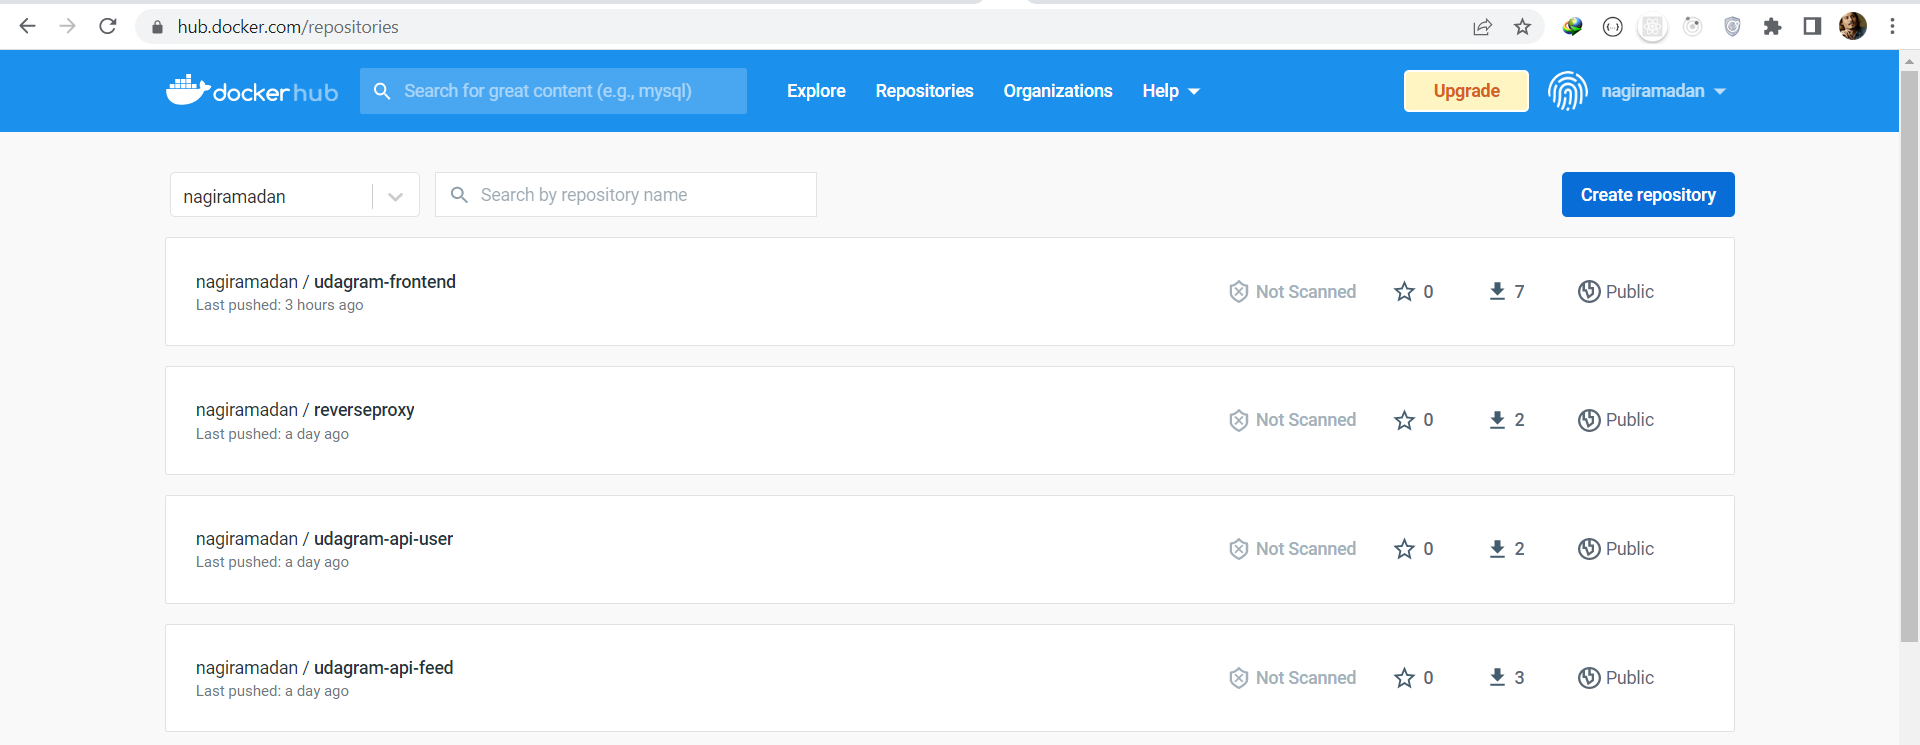 hub.docker.com/repositories
docker hub
Search for great content (e.g., mysql)
Explore
Repositories
Organizations
Help
Upgrade
nagiramadan
nagiramadan
Search by repository name
Create repository
nagiramadan / udagram-frontend
Last pushed: 3 hours ago
Not Scanned
0
7
Public
nagiramadan / reverseproxy
Last pushed: a day ago
Not Scanned
0
2
Public
nagiramadan / udagram-api-user
Last pushed: a day ago
Not Scanned
0
2
Public
nagiramadan / udagram-api-feed
Last pushed: a day ago
Not Scanned
0
3
Public